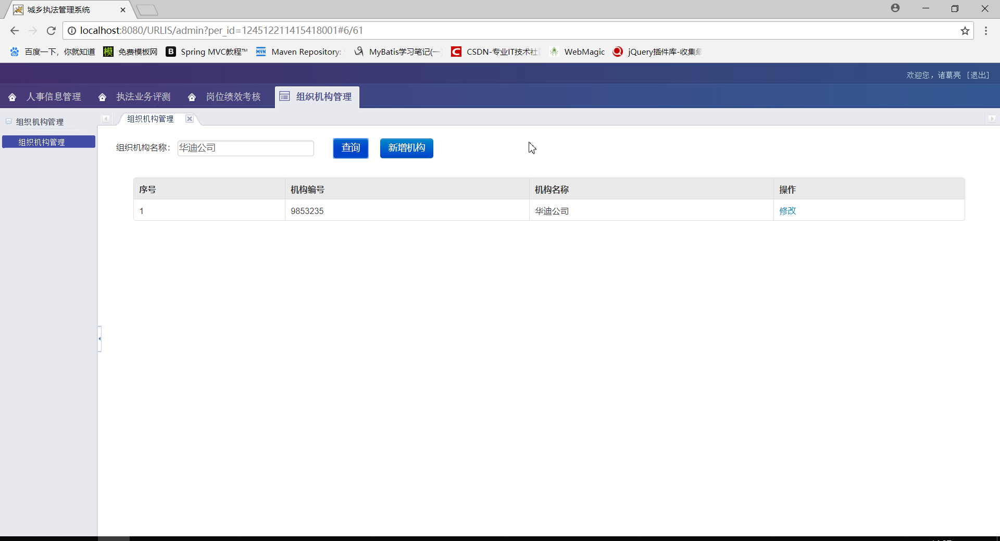 城乡执法管理系统
localhost:8080/URLIS/admin?per_id=124512211415418001#6/61
百度一下，你就知道 模 免费模板网 B Spring MVC教程™ MVN Maven Repository: MyBatis学习笔记(一 C CSDN-专业IT技术社 WebMagic jQuery插件库-收集
欢迎您，诸葛亮 [退出]
人事信息管理 执法业务评测 岗位绩效考核 组织机构管理
组织机构管理
组织机构管理
组织机构管理
组织机构名称： 华迪公司 查询 新增机构
序号 机构编号 机构名称 操作
1 9853235 华迪公司 修改